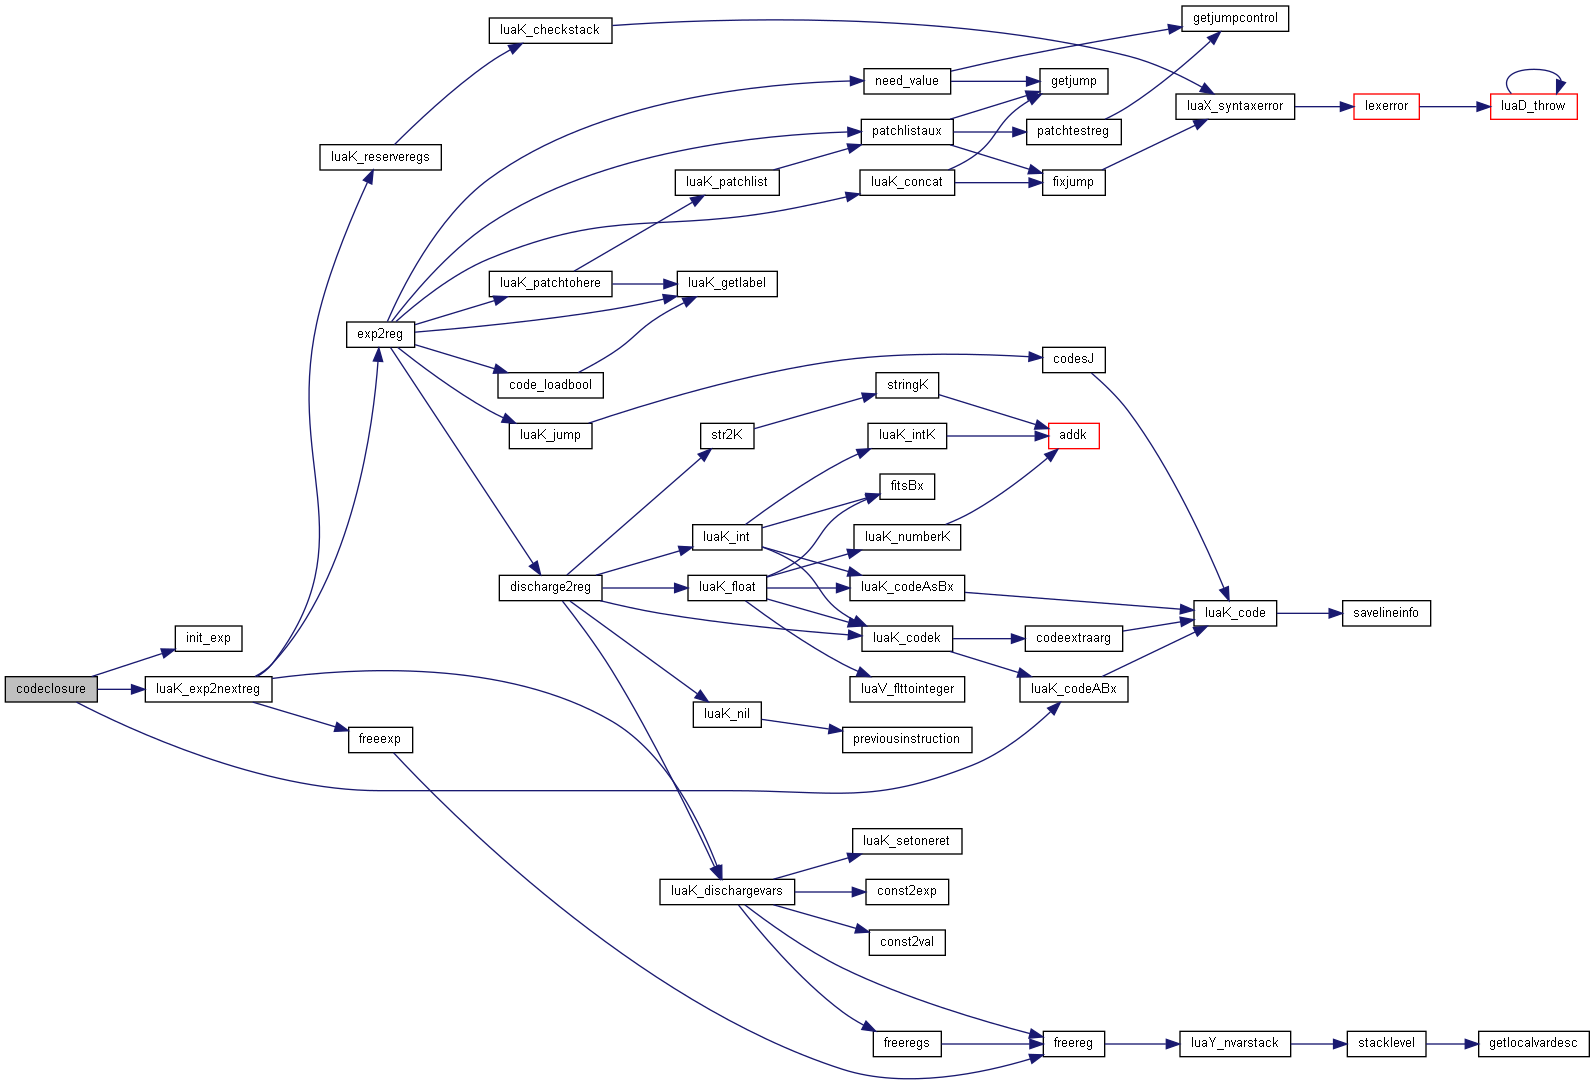 getjumpcontrol
luaK_checkstack
need_value
getjump
luaX_syntaxerror
lexerror
luaD_throw
patchlistaux
patchtestreg
luaK_reserveregs
luaK_patchlist
luaK_concat
fixjump
luaK_patchtohere
luaK_getlabel
exp2reg
codesJ
code_loadbool
stringK
luaK_jump
str2K
luaK_intK
addk
fitsBx
luaK_int
luaK_numberK
discharge2reg
luaK_float
luaK_codeAsBx
luaK_code
savelineinfo
init_exp
luaK_codek
codeextraarg
codeclosure
luaK_exp2nextreg
luaV_flttointeger
luaK_codeABx
luaK_nil
freeexp
previousinstruction
luaK_setoneret
luaK_dischargevars
const2exp
const2val
freeregs
freereg
luaY_nvarstack
stacklevel
getlocalvardesc